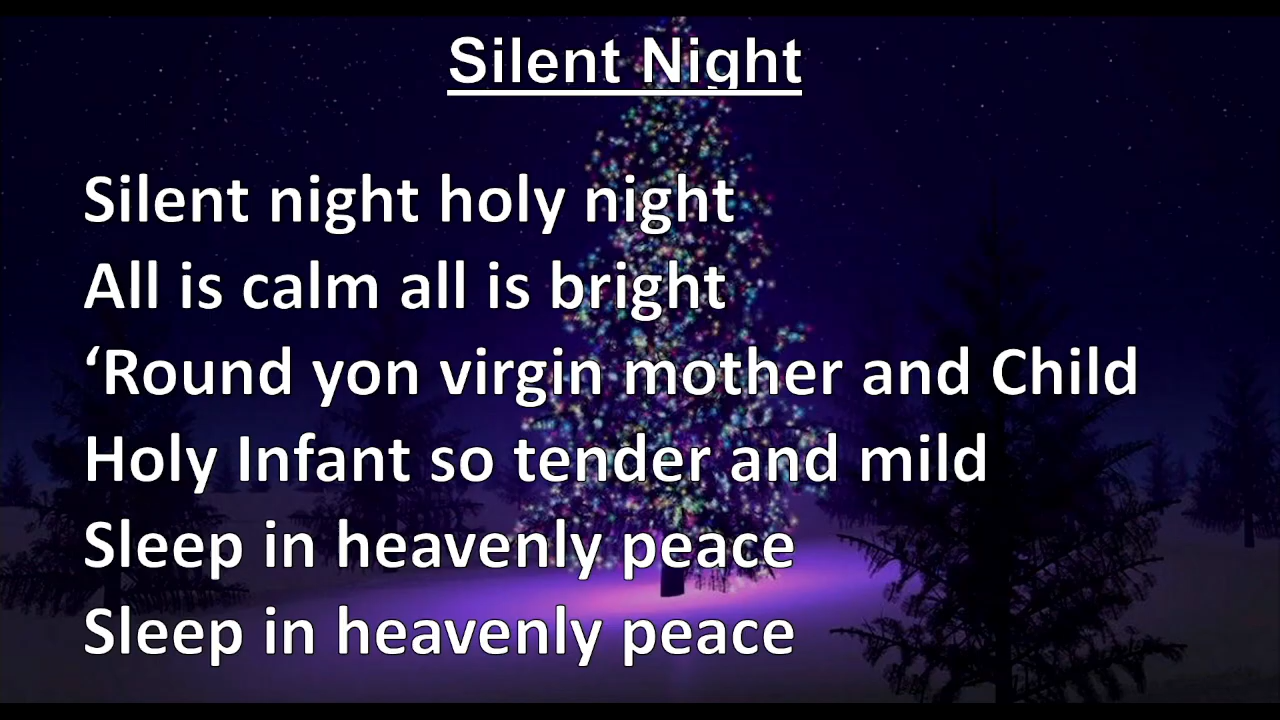 Silent Night
Silent night holy night
All is calm all is bright
‘Round yon virgin mother and Child
Holy Infant so tender and mild
Sleep in heavenly peace
Sleep in heavenly peace